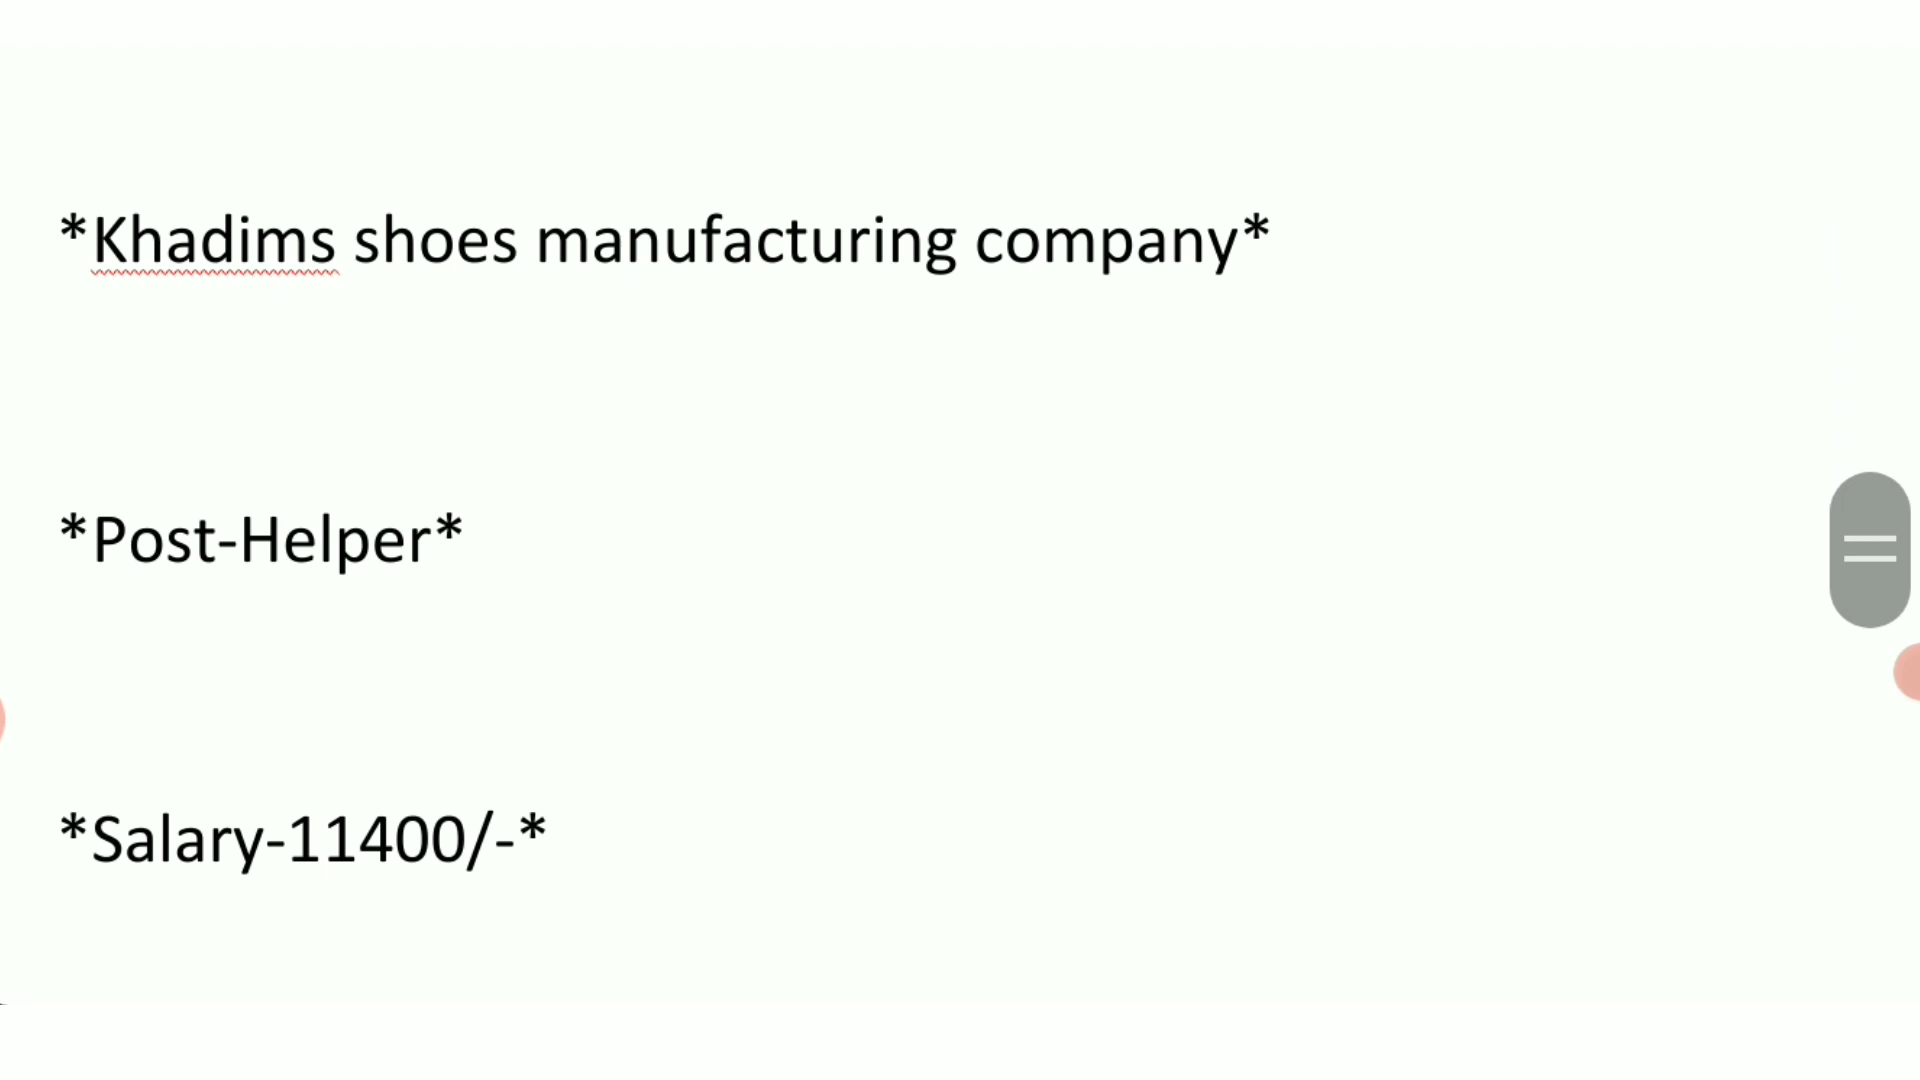 *Khadims shoes manufacturing company*
*Post-Helper*
*Salary-11400/-*